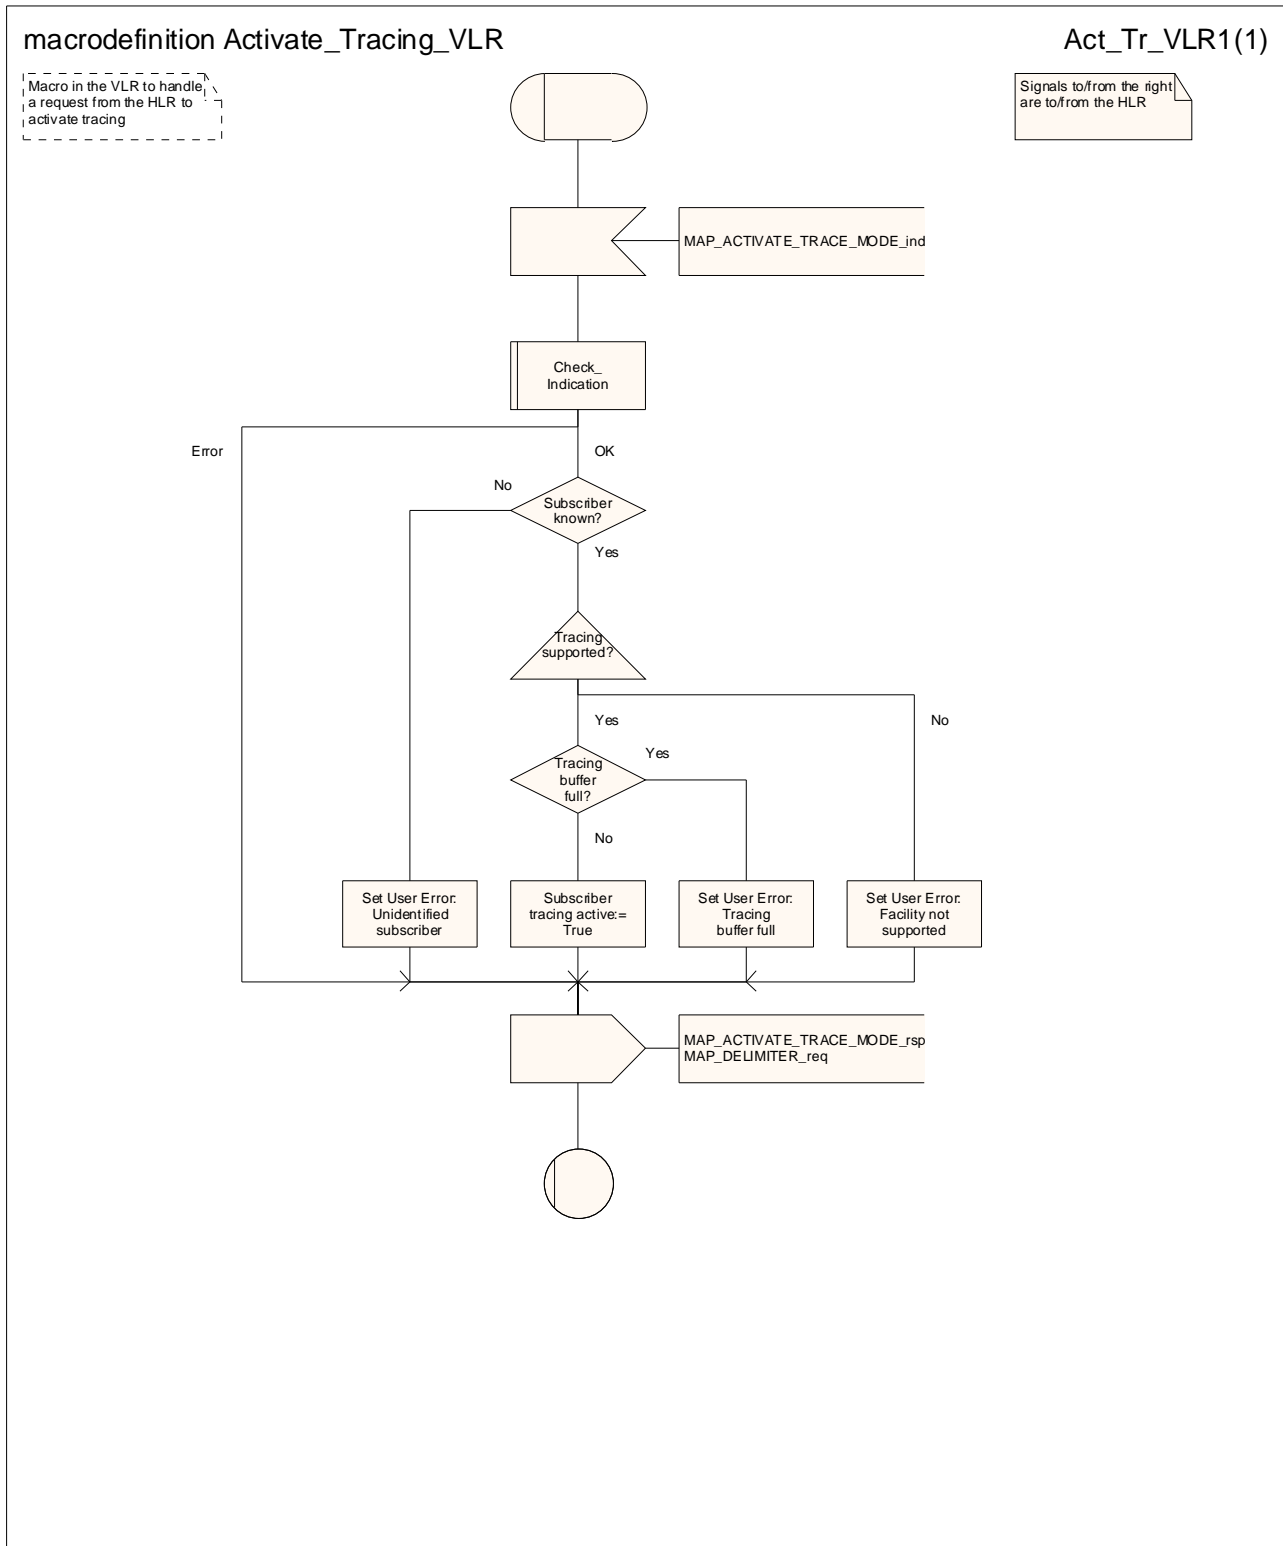 macrodefinition Activate_Tracing_VLR
Act_Tr_VLR1(1)
Macro in the VLR to handle
a request from the HLR to
activate tracing
Signals to/from the right
are to/from the HLR
MAP_ACTIVATE_TRACE_MODE_ind
Check_
Indication
Error
OK
No
Subscriber
known?
Yes
Tracing
supported?
Yes
No
Yes
Tracing
buffer
full?
No
Set User Error:
Unidentified
subscriber
Subscriber
tracing active:=
True
Set User Error:
Tracing
buffer full
Set User Error:
Facility not
supported
MAP_ACTIVATE_TRACE_MODE_rsp
MAP_DELIMITER_req